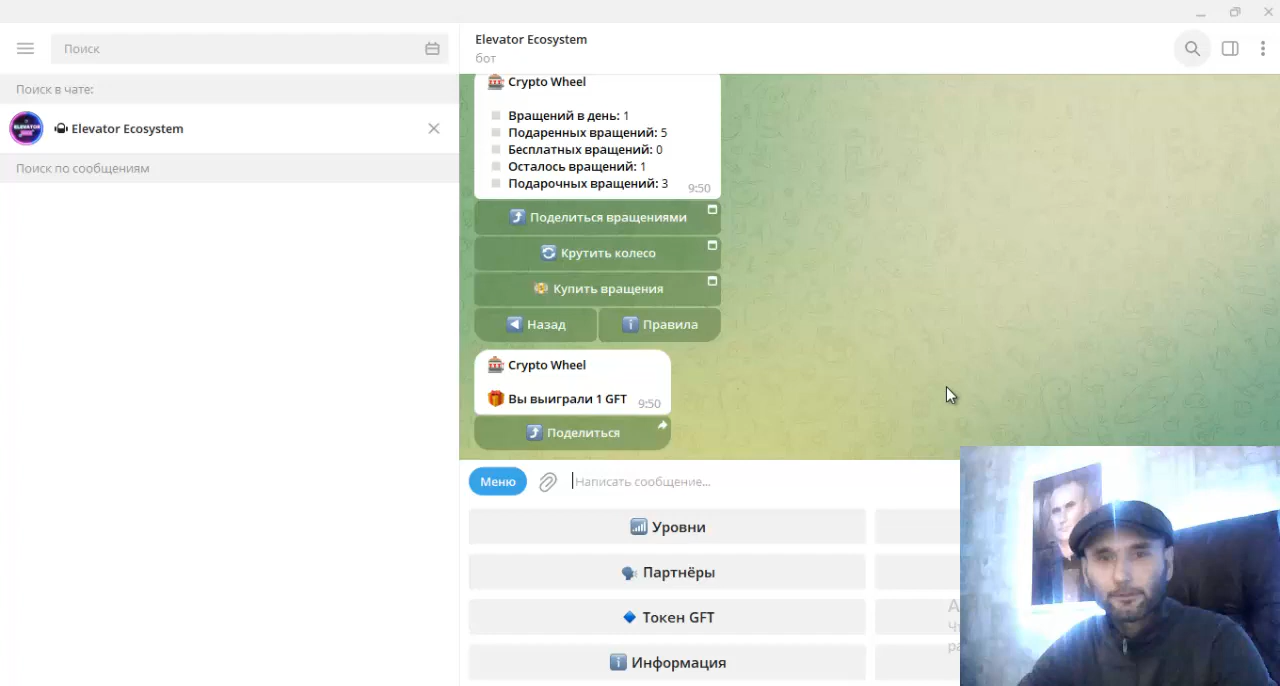 Поиск
Поиск в чате:
Elevator Ecosystem
Поиск по сообщениям
Elevator Ecosystem
бот
Crypto Wheel
Вращений в день: 1
Подаренных вращений: 5
Бесплатных вращений: 0
Осталось вращений: 1
Подарочных вращений: 3
9:50
Поделиться вращениями
Крутить колесо
Купить вращения
Назад
Правила
Crypto Wheel
Вы выиграли 1 GFT
9:50
Поделиться
Меню
Написать сообщение...
Уровни
Партнёры
Токен GFT
Информация